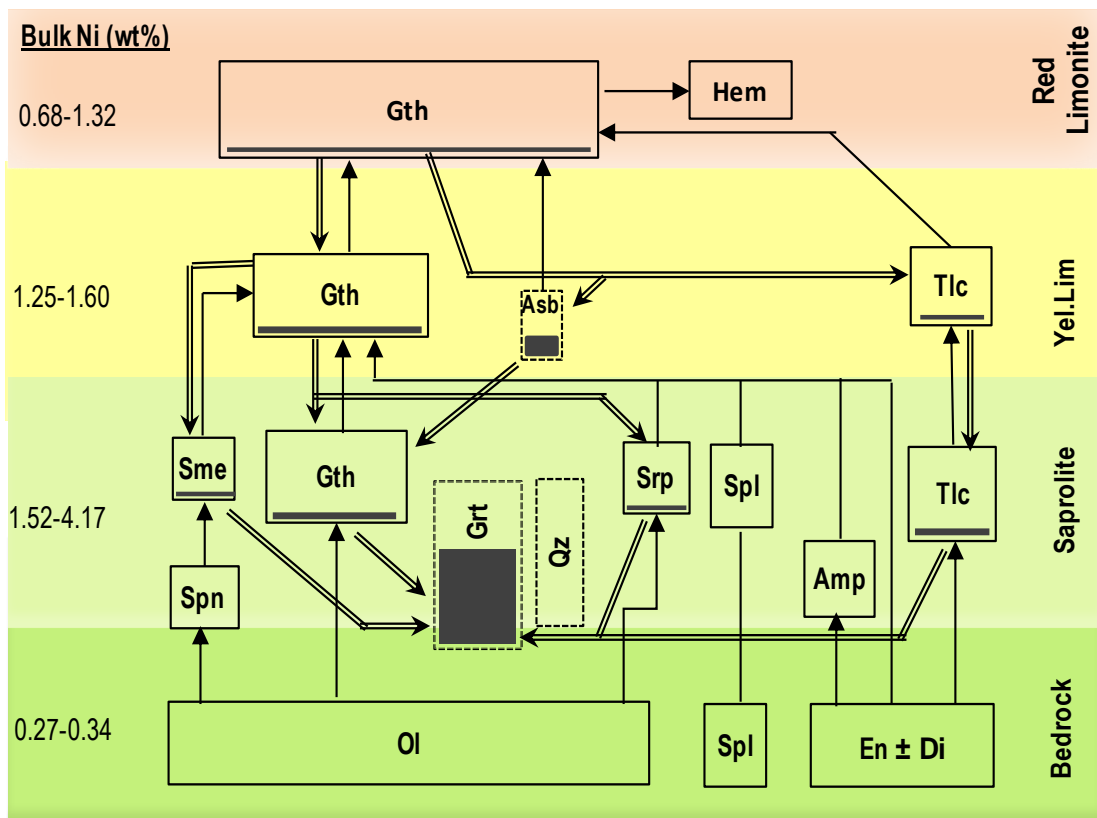 Bulk Ni (wt%)
Red
Limonite
0.68-1.32
Gth
Hem
1.25-1.60
Gth
Asb
Tlc
Yel.Lim
1.52-4.17
Sme
Gth
Grt
Qz
Srp
Spl
Tlc
Saprolite
Spn
Amp
0.27-0.34
Ol
Spl
En ± Di
Bedrock